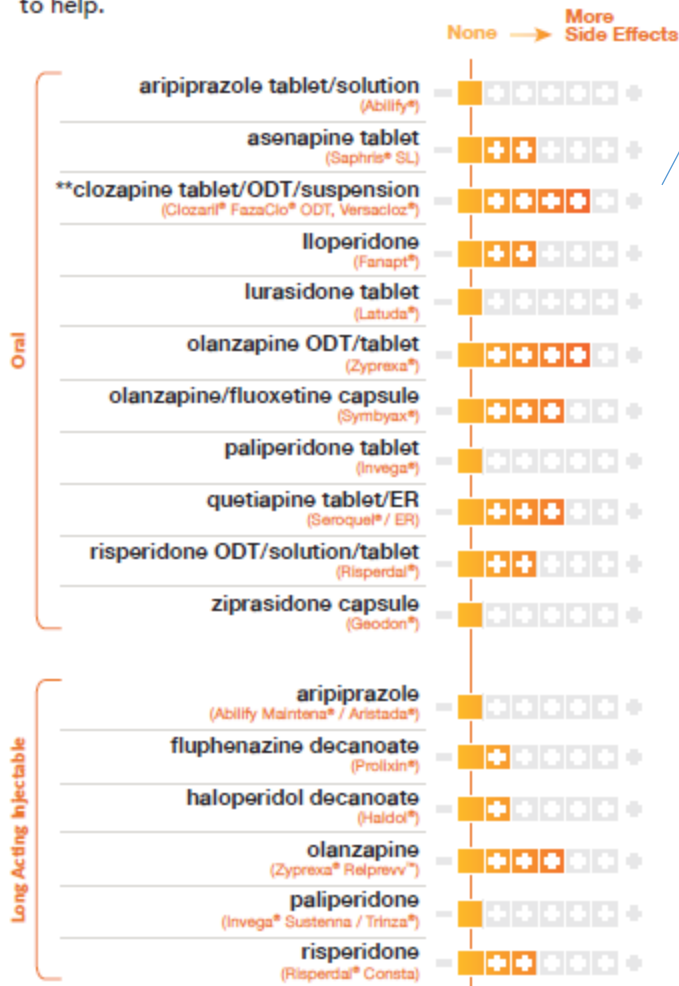 to help.
None → More
Side Effects
Oral
aripiprazole tablet/solution
(Abilify®)
asenapine tablet
(Saphris® SL)
**clozapine tablet/ODT/suspension
(Clozaril® FazaClo® ODT, Versacloz®)
Iloperidone
(Fanapt®)
lurasidone tablet
(Latuda®)
olanzapine ODT/tablet
(Zyprexa®)
olanzapine/fluoxetine capsule
(Symbyax®)
paliperidone tablet
(Invega®)
quetiapine tablet/ER
(Seroquel® / ER)
risperidone ODT/solution/tablet
(Risperdal®)
ziprasidone capsule
(Geodon®)
Long Acting Injectable
aripiprazole
(Abilify Maintena® / Aristada®)
fluphenazine decanoate
(Prolixin®)
haloperidol decanoate
(Haldol®)
olanzapine
(Zyprexa® Relprevv™)
paliperidone
(Invega® Sustenna / Trinza®)
risperidone
(Risperdal® Consta)